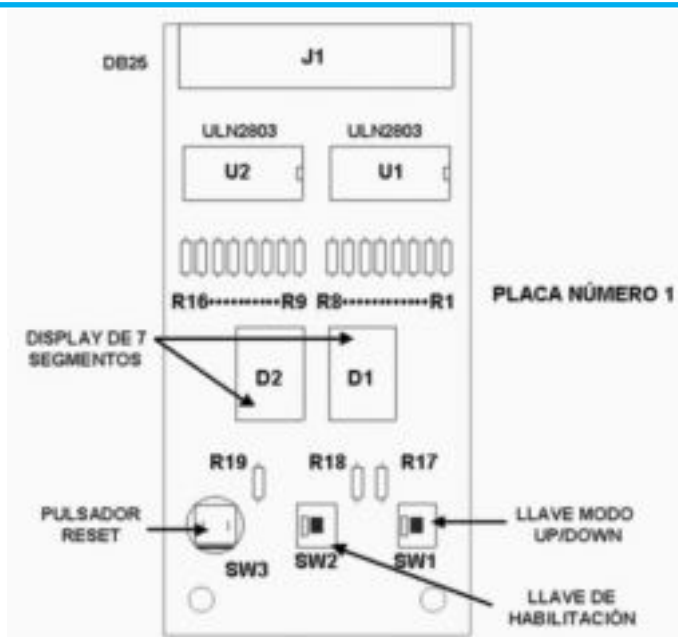 DB25
J1
ULN2803 ULN2803
U2 U1
R16 R9 R8 R1
PLACA NÚMERO 1
DISPLAY DE 7
SEGMENTOS
D2 D1
R19 R18 R17
PULSADOR
RESET
LLAVE MODO
UP/DOWN
SW3 SW2 SW1
LLAVE DE
HABILITACIÓN